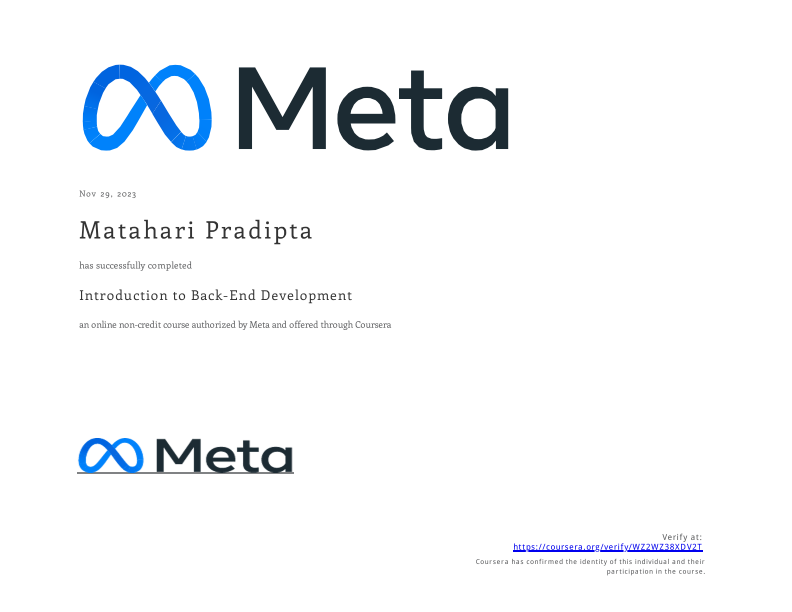 Meta
Nov 29, 2023
Matahari Pradipta
has successfully completed
Introduction to Back-End Development
an online non-credit course authorized by Meta and offered through Coursera
Meta
Verify at:
https://coursera.org/verify/WZ2WZ38XDV2T
Coursera has confirmed the identity of this individual and their
participation in the course.